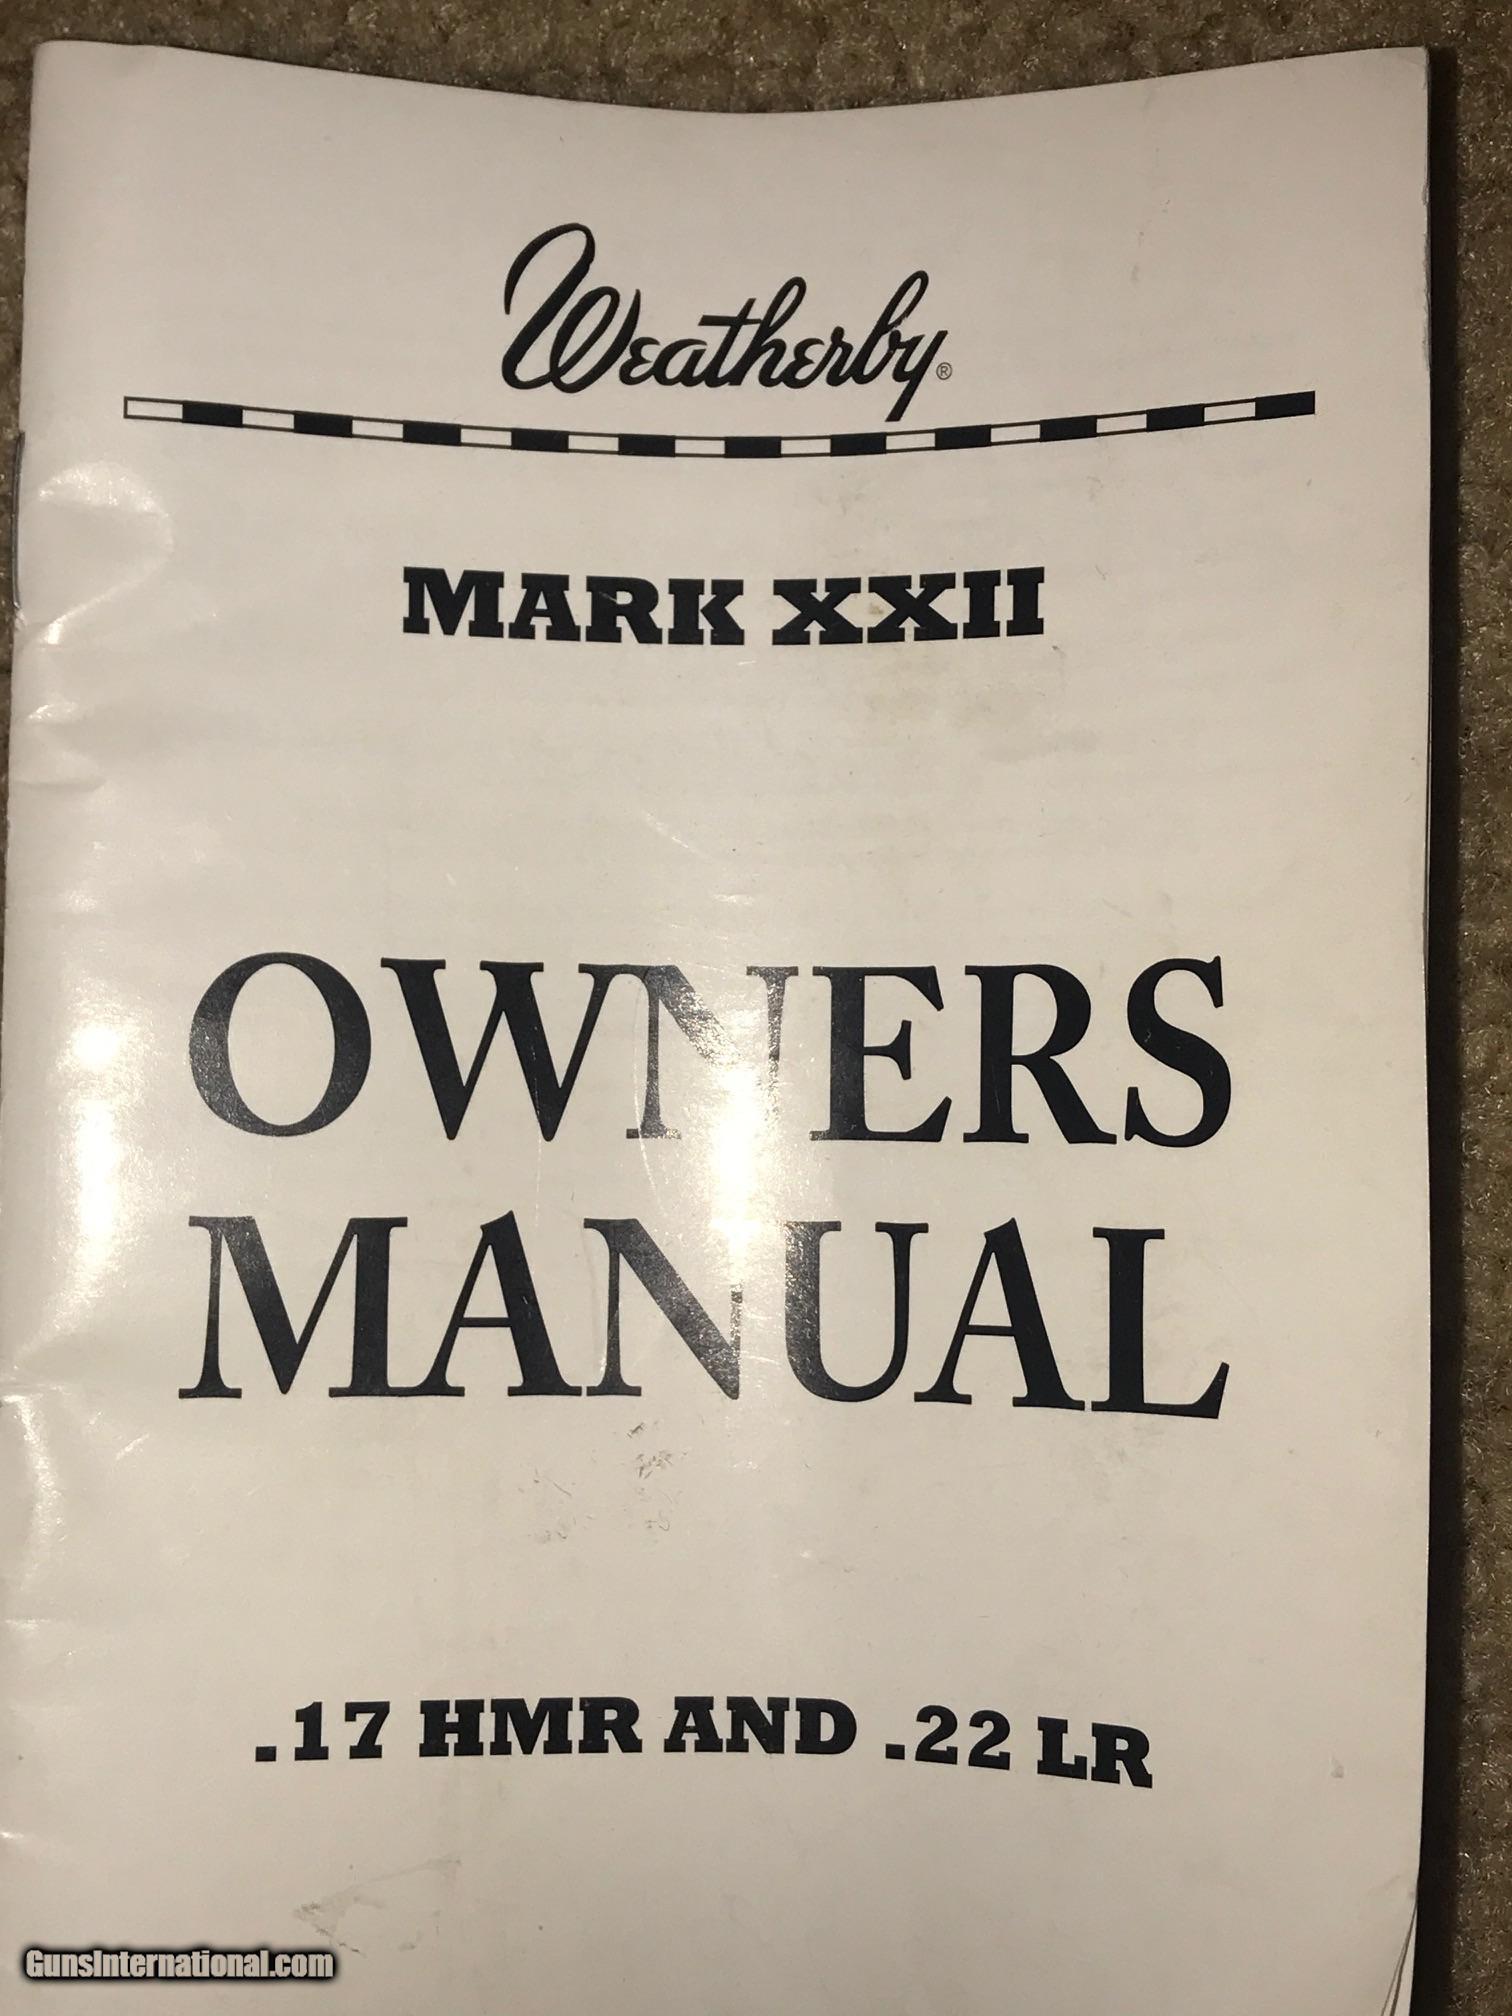 Weatherby®
MARK XXII
OWNERS
MANUAL
.17 HMR AND .22 LR
GunsInternational.com